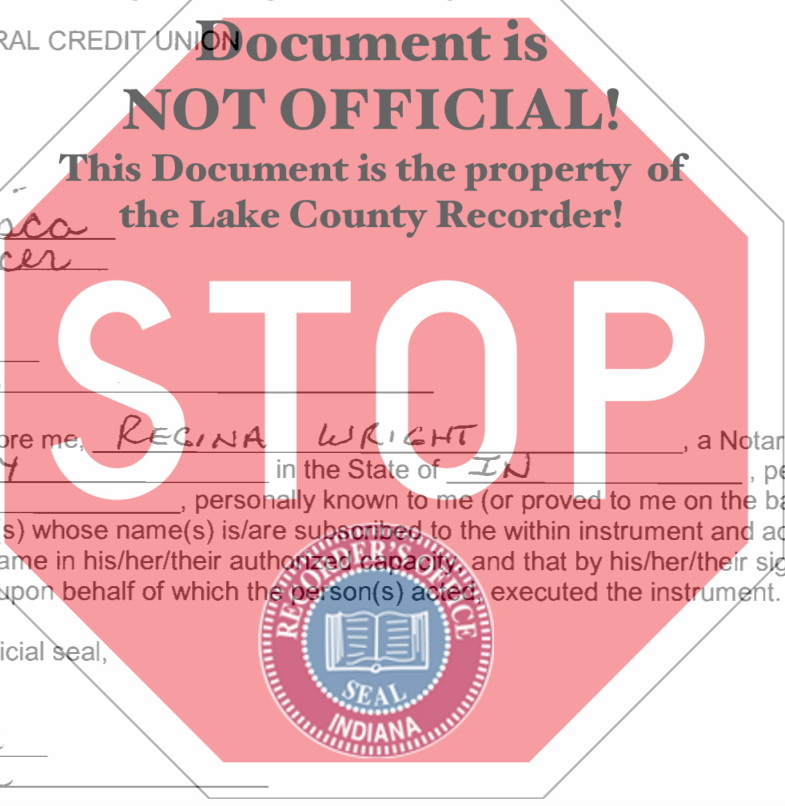 RAL CREDIT UNION
Document is
NOT OFFICIAL!
This Document is the property of
the Lake County Recorder!
sca
cer
STOP
ore me, REGINA WRIGHT, a Notar
Y in the State of IN, pe
, personally known to me (or proved to me on the ba
(s) whose name(s) is/are subscribed to the within instrument and ac
ame in his/her/their authorized capacity, and that by his/her/their sig
upon behalf of which the person(s) acted, executed the instrument.
RECORDER'S OFFICE
icial seal,
SEAL
INDIANA